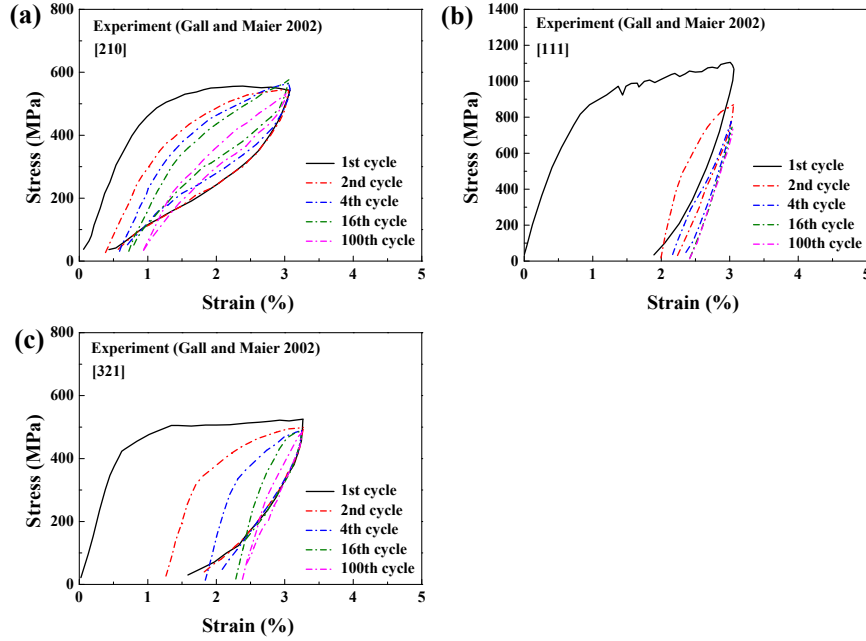 (a)
Experiment (Gall and Maier 2002)
[210]
800
600
400
200
0
Stress (MPa)
0 1 2 3 4 5
Strain (%)
1st cycle
2nd cycle
4th cycle
16th cycle
100th cycle
(b)
Experiment (Gall and Maier 2002)
[111]
1400
1200
1000
800
600
400
200
0
Stress (MPa)
0 1 2 3 4 5
Strain (%)
1st cycle
2nd cycle
4th cycle
16th cycle
100th cycle
(c)
Experiment (Gall and Maier 2002)
[321]
800
600
400
200
0
Stress (MPa)
0 1 2 3 4 5
Strain (%)
1st cycle
2nd cycle
4th cycle
16th cycle
100th cycle